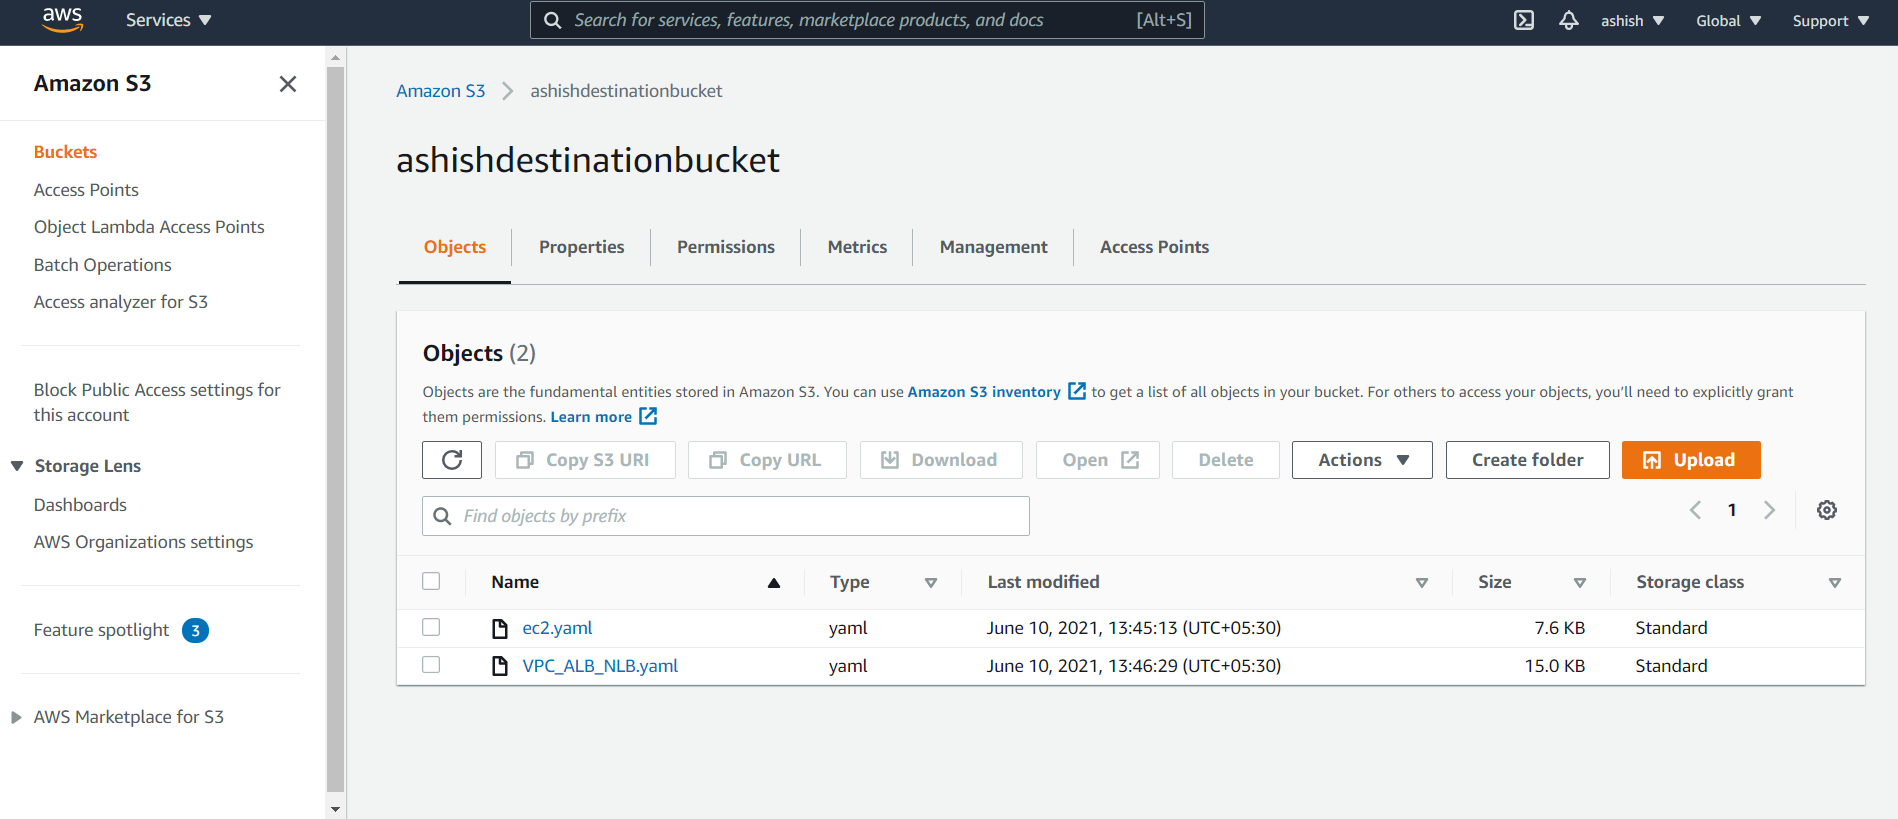 aws Services Search for services, features, marketplace products, and docs [Alt+S] ashish Global Support
Amazon S3
Buckets
Access Points
Object Lambda Access Points
Batch Operations
Access analyzer for S3
Block Public Access settings for
this account
Storage Lens
Dashboards
AWS Organizations settings
Feature spotlight 3
AWS Marketplace for S3
Amazon S3 ashishdestinationbucket
ashishdestinationbucket
Objects Properties Permissions Metrics Management Access Points
Objects (2)
Objects are the fundamental entities stored in Amazon S3. You can use Amazon S3 inventory to get a list of all objects in your bucket. For others to access your objects, you'll need to explicitly grant
them permissions. Learn more
Copy S3 URI Copy URL Download Open Delete Actions Create folder Upload
Find objects by prefix 1
Name Type Last modified Size Storage class
ec2.yaml yaml June 10, 2021, 13:45:13 (UTC+05:30) 7.6 KB Standard
VPC_ALB_NLB.yaml yaml June 10, 2021, 13:46:29 (UTC+05:30) 15.0 KB Standard